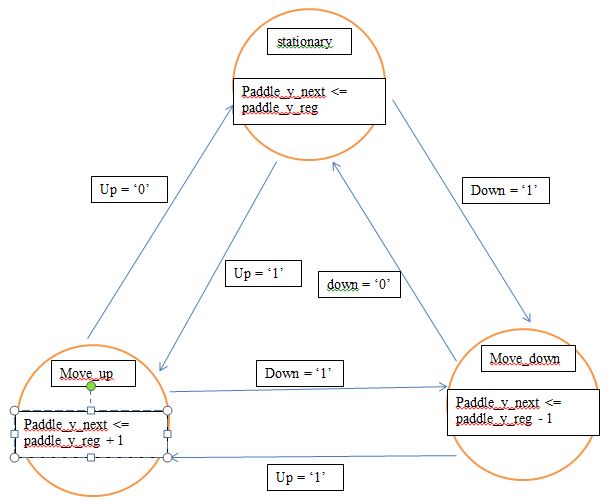 stationary
Paddle_y_next <=
paddle_y_reg
Up = ‘0’
Down = ‘1’
Up = ‘1’
down = ‘0’
Move_up
Down = ‘1’
Move_down
Paddle_y_next <=
paddle_y_reg + 1
Paddle_y_next <=
paddle_y_reg - 1
Up = ‘1’